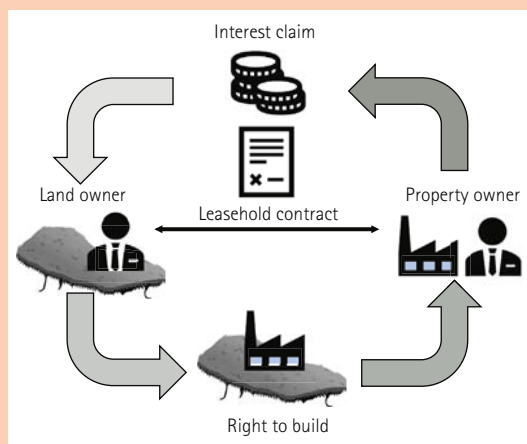 Interest claim
Land owner
Property owner
Leasehold contract
Right to build